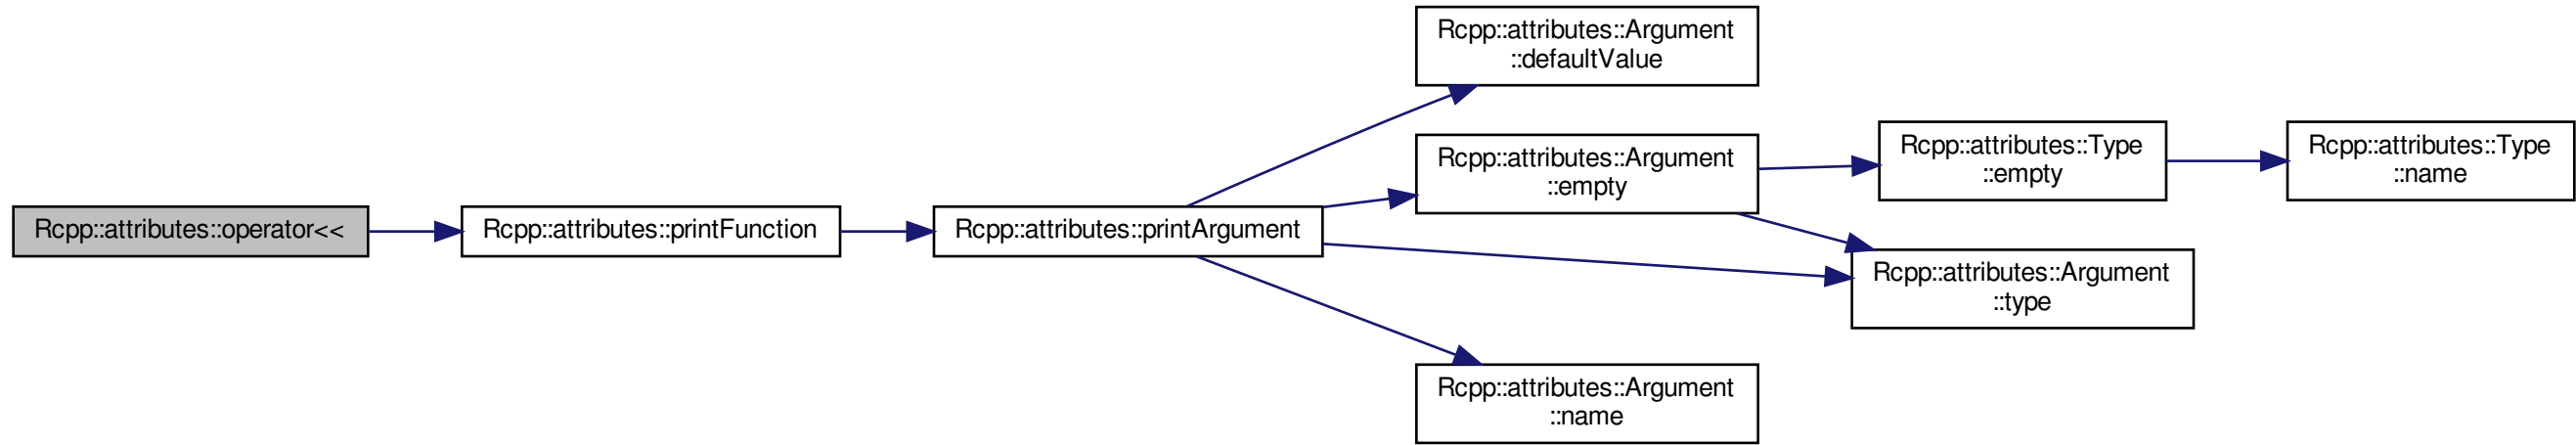 Rcpp::attributes::operator<<
Rcpp::attributes::printFunction
Rcpp::attributes::printArgument
Rcpp::attributes::Argument
::defaultValue
Rcpp::attributes::Argument
::empty
Rcpp::attributes::Type
::empty
Rcpp::attributes::Type
::name
Rcpp::attributes::Argument
::type
Rcpp::attributes::Argument
::name